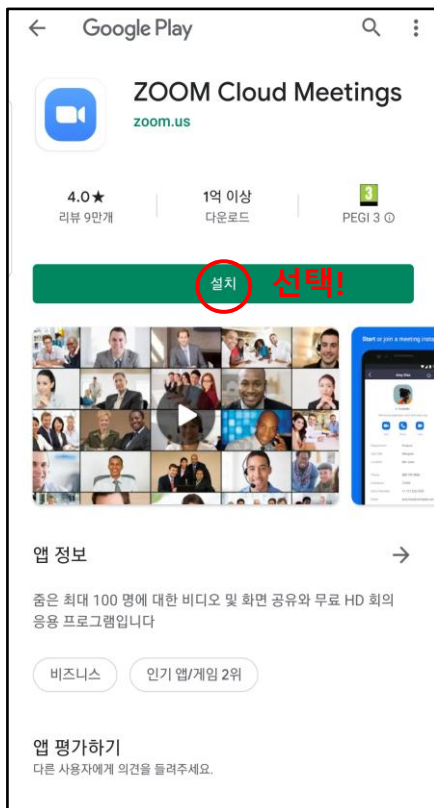 Google Play
ZOOM Cloud Meetings
zoom.us
4.0★
리뷰 9만개
1억 이상
다운로드
3
PEGI 3 ⓘ
설치 선택!
Start or join a meeting
앱 정보
줌은 최대 100 명에 대한 비디오 및 화면 공유와 무료 HD 회의
응용 프로그램입니다
비즈니스
인기 앱/게임 2위
앱 평가하기
다른 사용자에게 의견을 들려주세요.